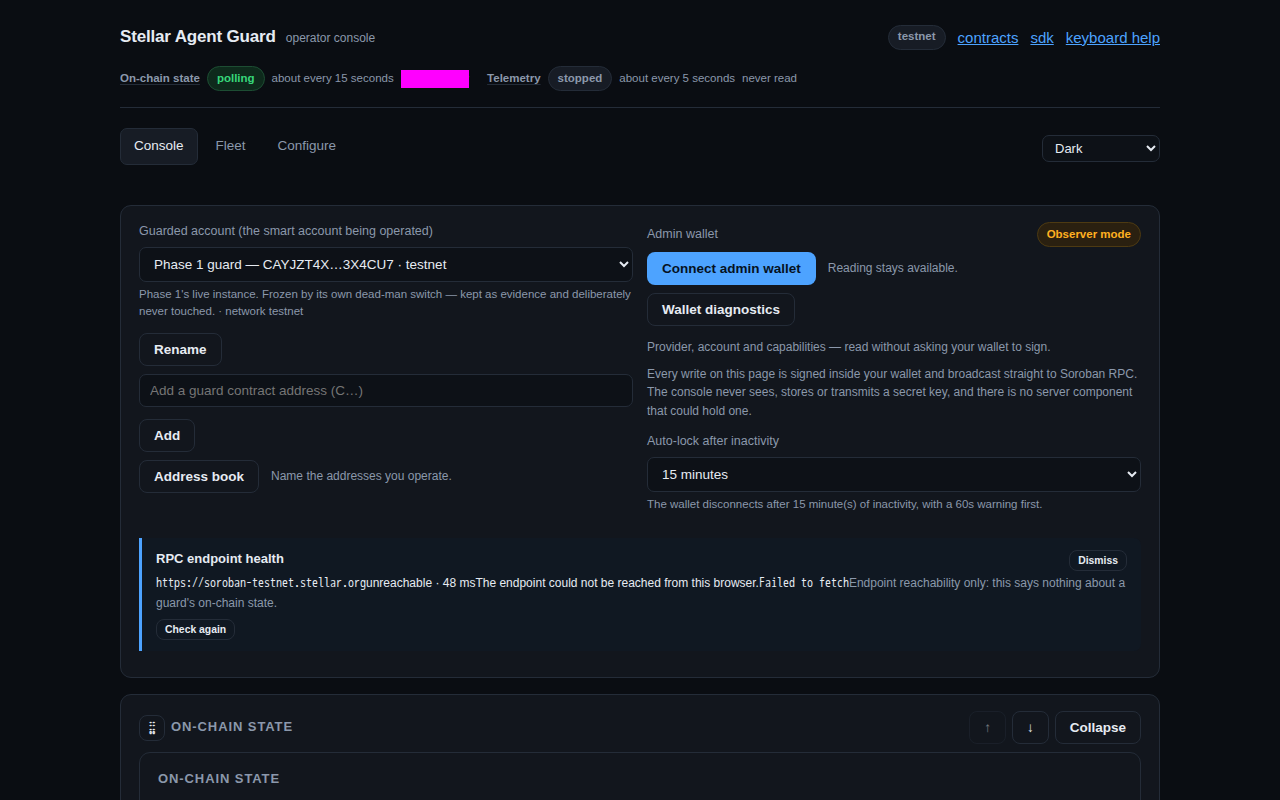 Stellar Agent Guard operator console
testnet contracts sdk keyboard help
On-chain state polling about every 15 seconds Telemetry stopped about every 5 seconds never read
Console Fleet Configure
Dark
Guarded account (the smart account being operated)
Phase 1 guard — CAYJZT4X…3X4CU7 · testnet
Phase 1's live instance. Frozen by its own dead-man switch — kept as evidence and deliberately
never touched. · network testnet
Rename
Add a guard contract address (C…)
Add
Address book Name the addresses you operate.
Admin wallet Observer mode
Connect admin wallet Reading stays available.
Wallet diagnostics
Provider, account and capabilities — read without asking your wallet to sign.
Every write on this page is signed inside your wallet and broadcast straight to Soroban RPC.
The console never sees, stores or transmits a secret key, and there is no server component
that could hold one.
Auto-lock after inactivity
15 minutes
The wallet disconnects after 15 minute(s) of inactivity, with a 60s warning first.
RPC endpoint health Dismiss
https://soroban-testnet.stellar.orgunreachable · 48 msThe endpoint could not be reached from this browser.Failed to fetchEndpoint reachability only: this says nothing about a
guard's on-chain state.
Check again
ON-CHAIN STATE ↑ ↓ Collapse
ON-CHAIN STATE